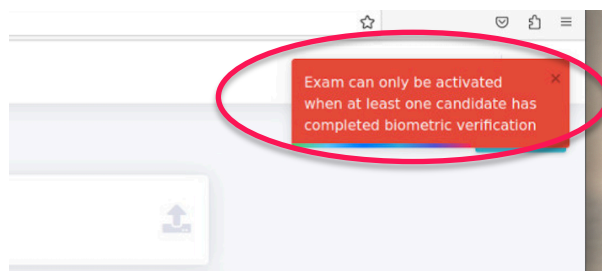 Exam can only be activated
when at least one candidate has
completed biometric verification